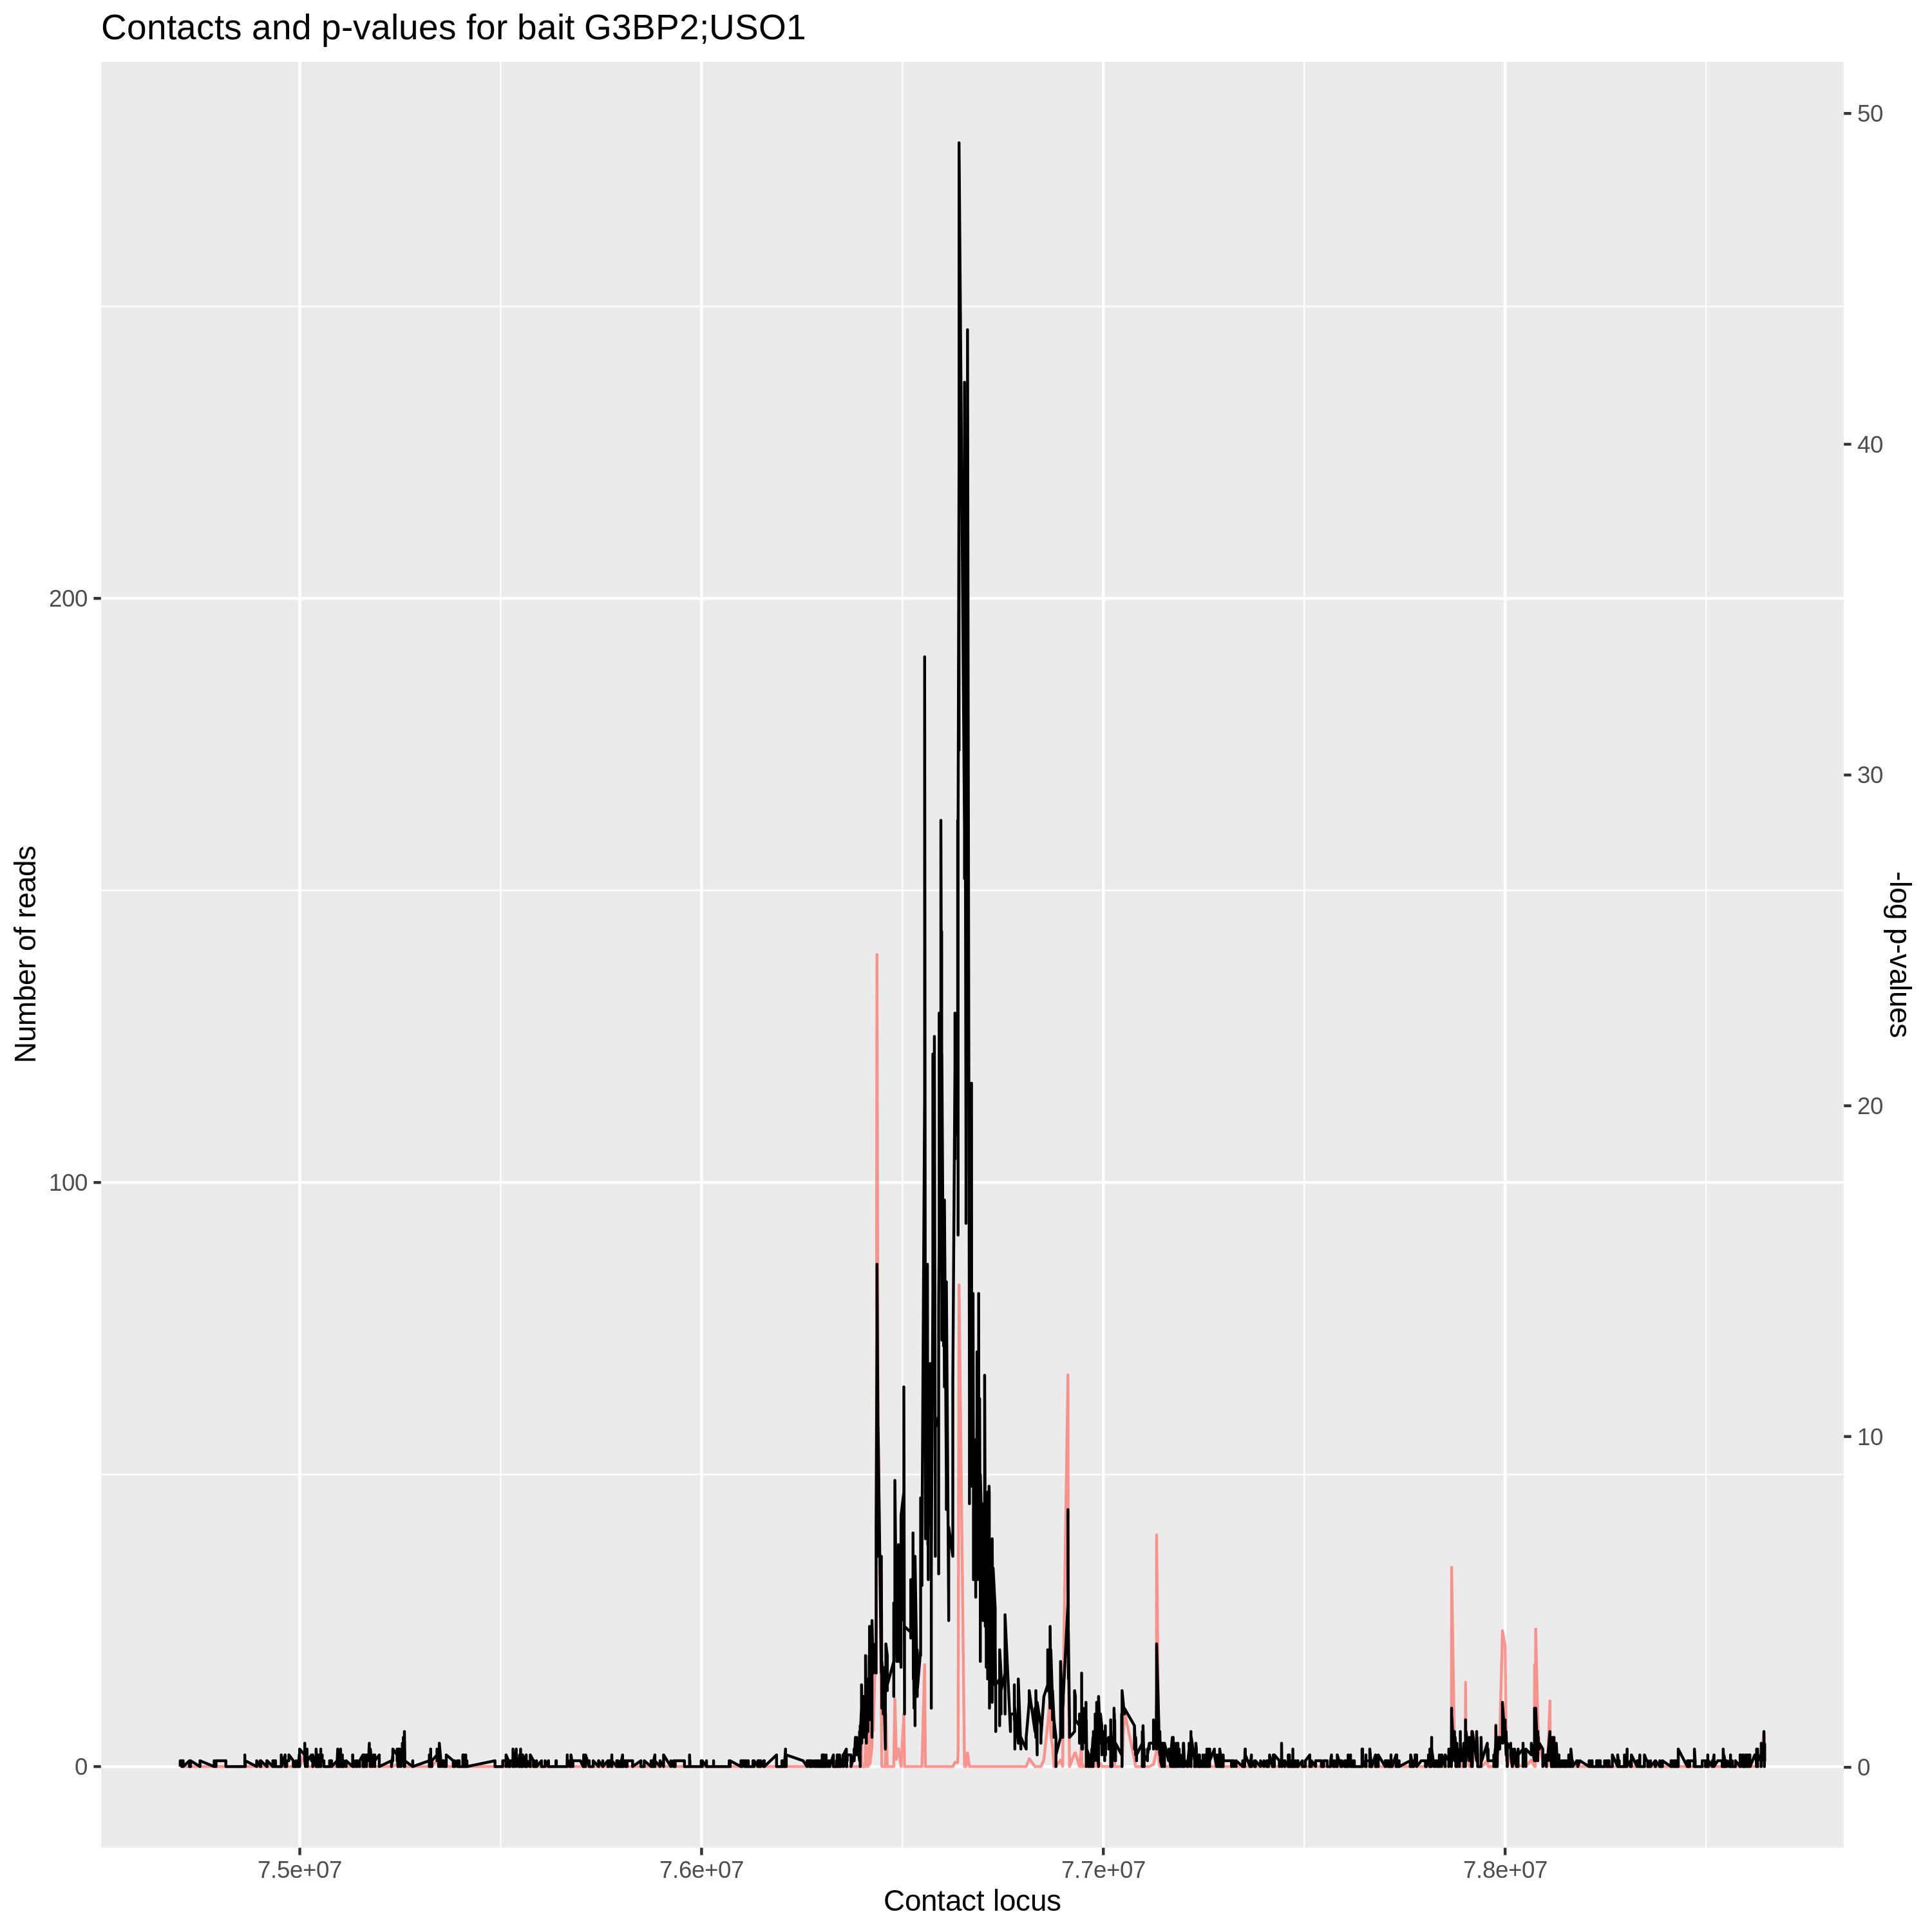 Contacts and p-values for bait G3BP2;USO1
Number of reads
200
100
0
50
40
30
20
10
0
-log p-values
7.5e+07
7.6e+07
7.7e+07
7.8e+07
Contact locus